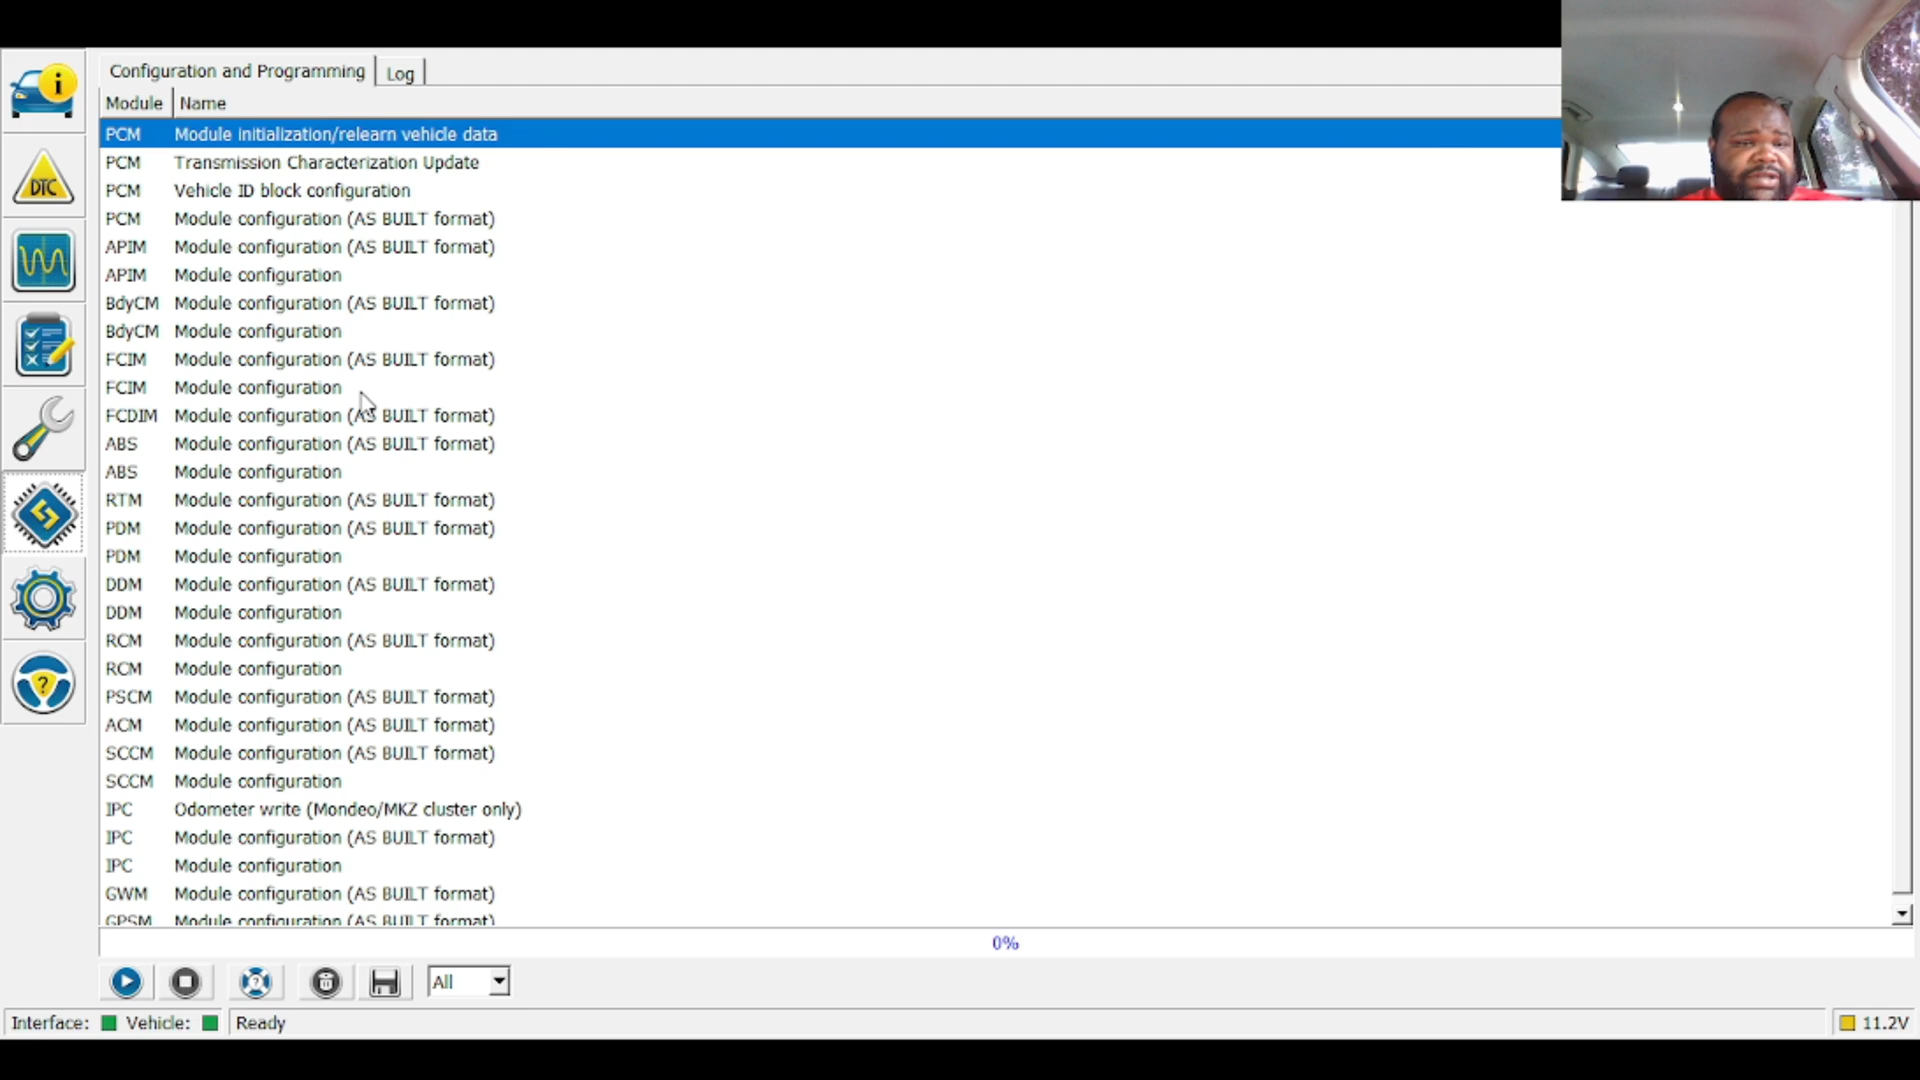 Configuration and Programming Log
Module Name
PCM Module initialization/relearn vehicle data
PCM Transmission Characterization Update
PCM Vehicle ID block configuration
PCM Module configuration (AS BUILT format)
APIM Module configuration (AS BUILT format)
APIM Module configuration
BdyCM Module configuration (AS BUILT format)
BdyCM Module configuration
FCIM Module configuration (AS BUILT format)
FCIM Module configuration
FCDIM Module configuration (AS BUILT format)
ABS Module configuration (AS BUILT format)
ABS Module configuration
RTM Module configuration (AS BUILT format)
PDM Module configuration (AS BUILT format)
PDM Module configuration
DDM Module configuration (AS BUILT format)
DDM Module configuration
RCM Module configuration (AS BUILT format)
RCM Module configuration
PSCM Module configuration (AS BUILT format)
ACM Module configuration (AS BUILT format)
SCCM Module configuration (AS BUILT format)
SCCM Module configuration
IPC Odometer write (Mondeo/MKZ cluster only)
IPC Module configuration (AS BUILT format)
IPC Module configuration
GWM Module configuration (AS BUILT format)
GPSM Module configuration (AS BUILT format)
0%
All
Interface: Vehicle: Ready 11.2V
i
DTC
?
?